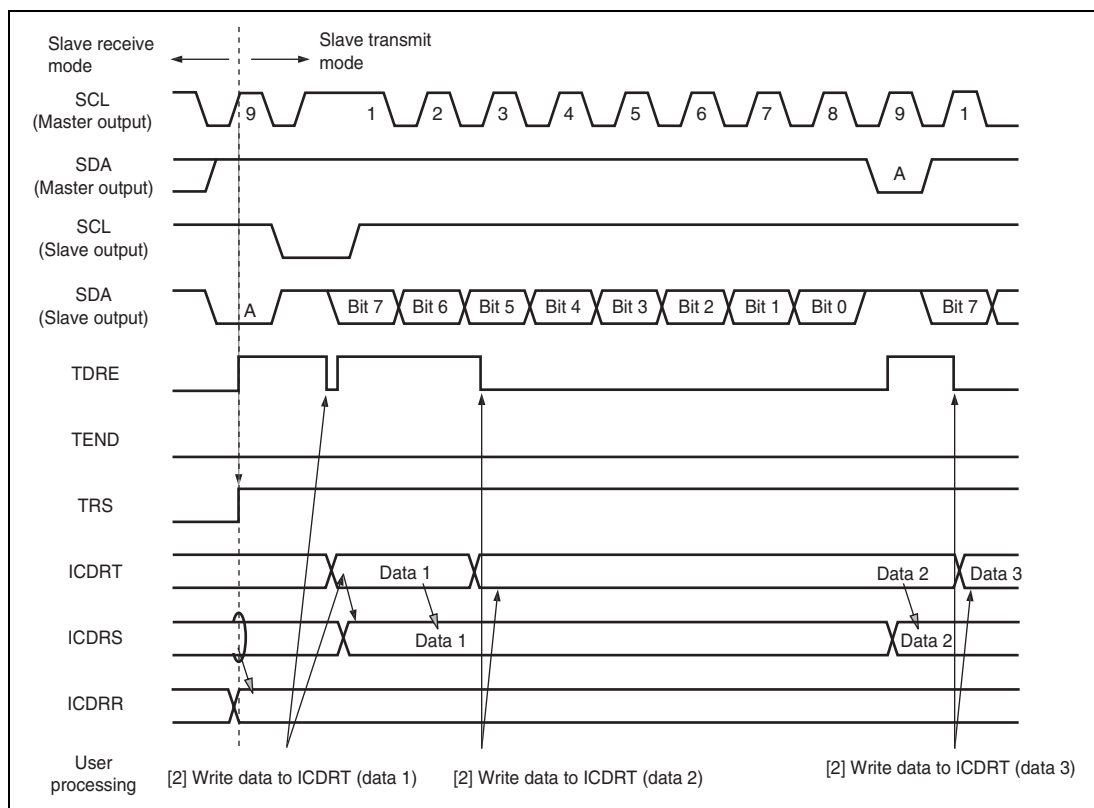 Slave receive
mode
Slave transmit
mode
SCL
(Master output)
9 1 2 3 4 5 6 7 8 9 1
SDA
(Master output)
A
SCL
(Slave output)
SDA
(Slave output)
A Bit 7 Bit 6 Bit 5 Bit 4 Bit 3 Bit 2 Bit 1 Bit 0 Bit 7
TDRE
TEND
TRS
ICDRT
Data 1 Data 2 Data 3
ICDRS
Data 1 Data 2
ICDRR
User
processing
[2] Write data to ICDRT (data 1) [2] Write data to ICDRT (data 2) [2] Write data to ICDRT (data 3)